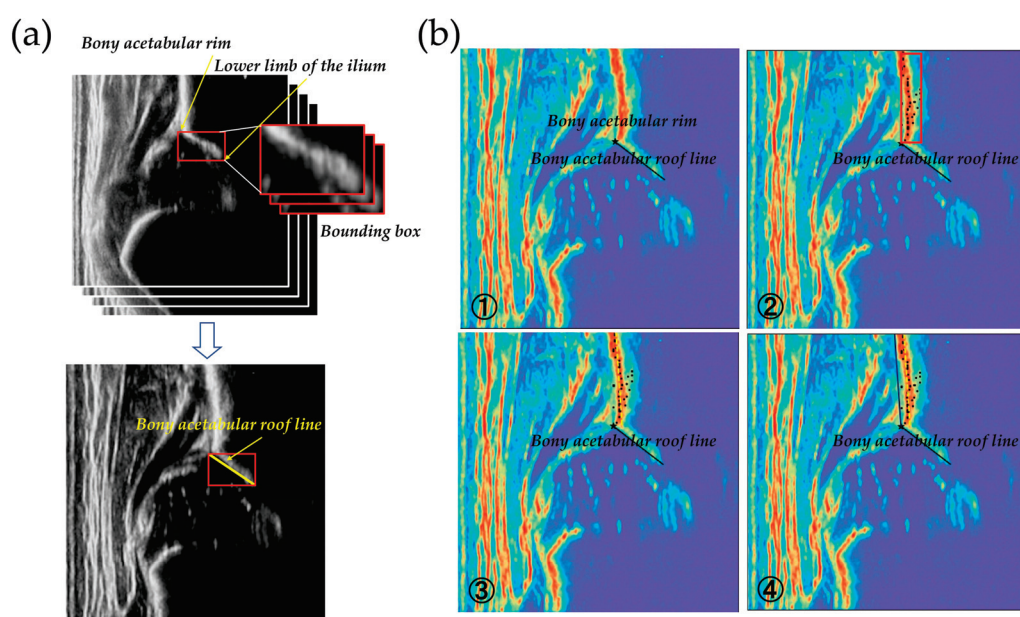 (a)
Bony acetabular rim
Lower limb of the ilium
Bounding box
Bony acetabular roof line
(b)
Bony acetabular rim
Bony acetabular roof line
①
Bony acetabular roof line
②
Bony acetabular roof line
③
Bony acetabular roof line
④